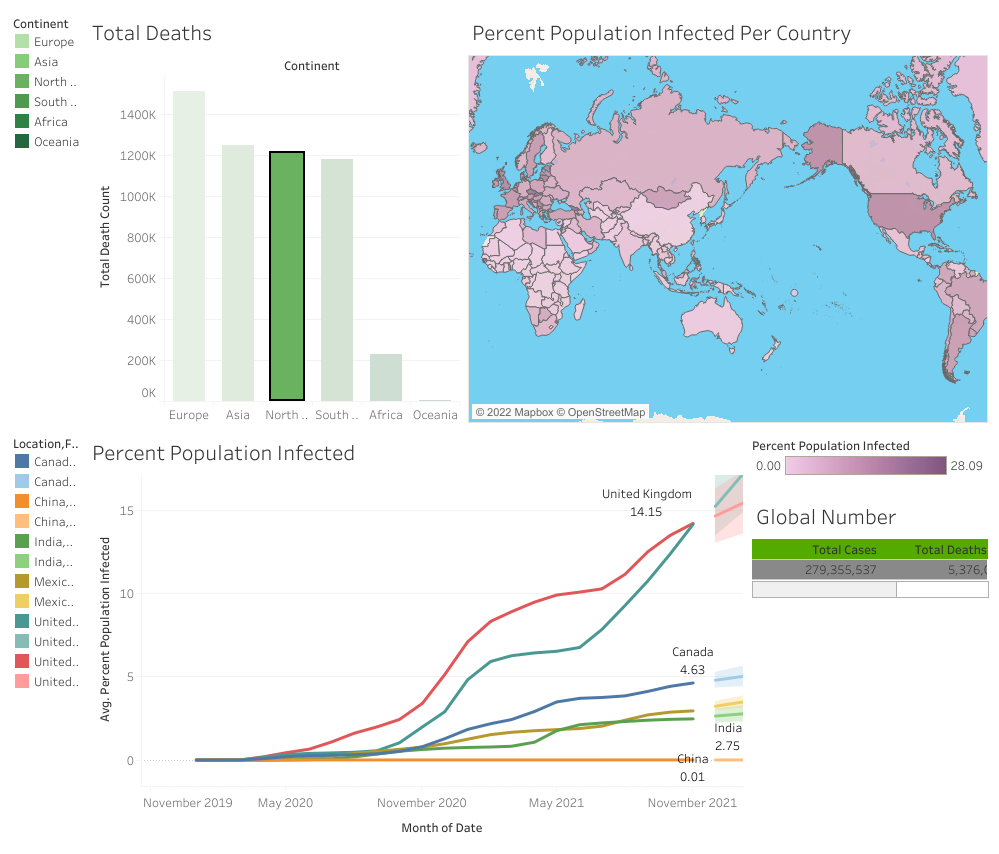 Continent
Europe
Asia
North ..
South ..
Africa
Oceania
Total Deaths
Continent
Total Death Count
1400K
1200K
1000K
800K
600K
400K
200K
0K
Europe
Asia
North ..
South ..
Africa
Oceania
Percent Population Infected Per Country
© 2022 Mapbox © OpenStreetMap
Location,F..
Canad..
Canad..
China,..
China,..
India,..
India,..
Mexic..
Mexic..
United..
United..
United..
United..
Percent Population Infected
Avg. Percent Population Infected
15
10
5
0
United Kingdom
14.15
Canada
4.63
India
2.75
China
0.01
November 2019
May 2020
November 2020
May 2021
November 2021
Month of Date
Percent Population Infected
0.00
28.09
Global Number
Total Cases
Total Deaths
279,355,537
5,376,0